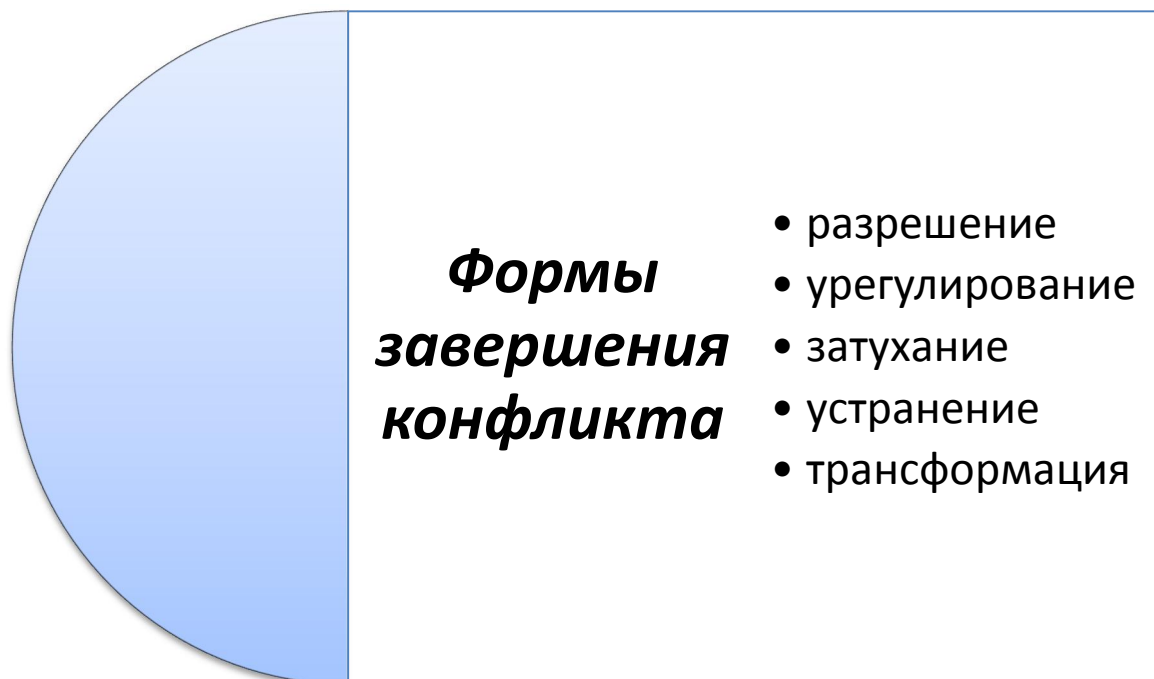 Формы
завершения
конфликта
• разрешение
• урегулирование
• затухание
• устранение
• трансформация